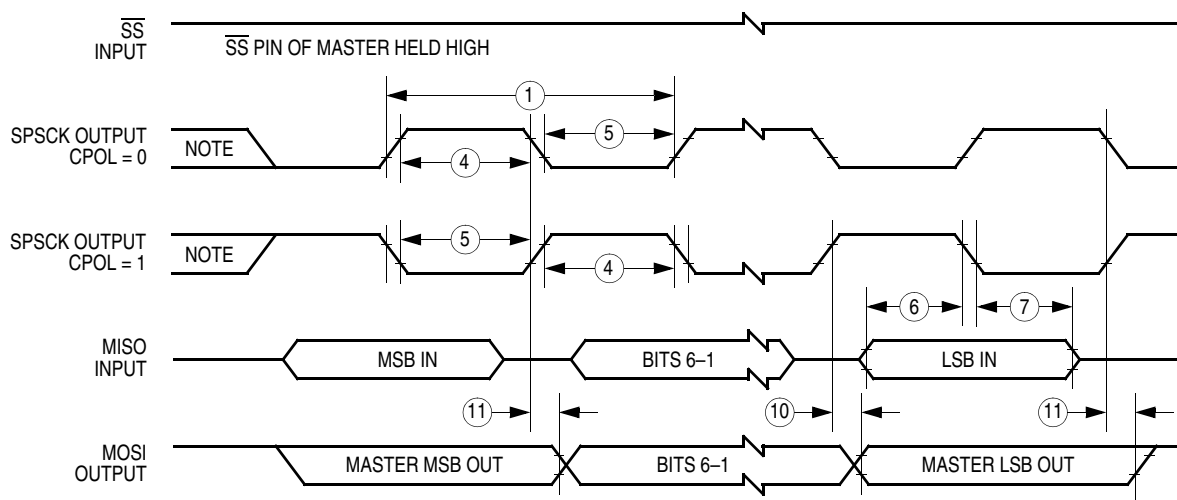 SS
INPUT
SS PIN OF MASTER HELD HIGH
1
SPSCK OUTPUT
CPOL = 0
NOTE
5
4
SPSCK OUTPUT
CPOL = 1
NOTE
5
4
6
7
MISO
INPUT
MSB IN
BITS 6–1
LSB IN
11
10
11
MOSI
OUTPUT
MASTER MSB OUT
BITS 6–1
MASTER LSB OUT